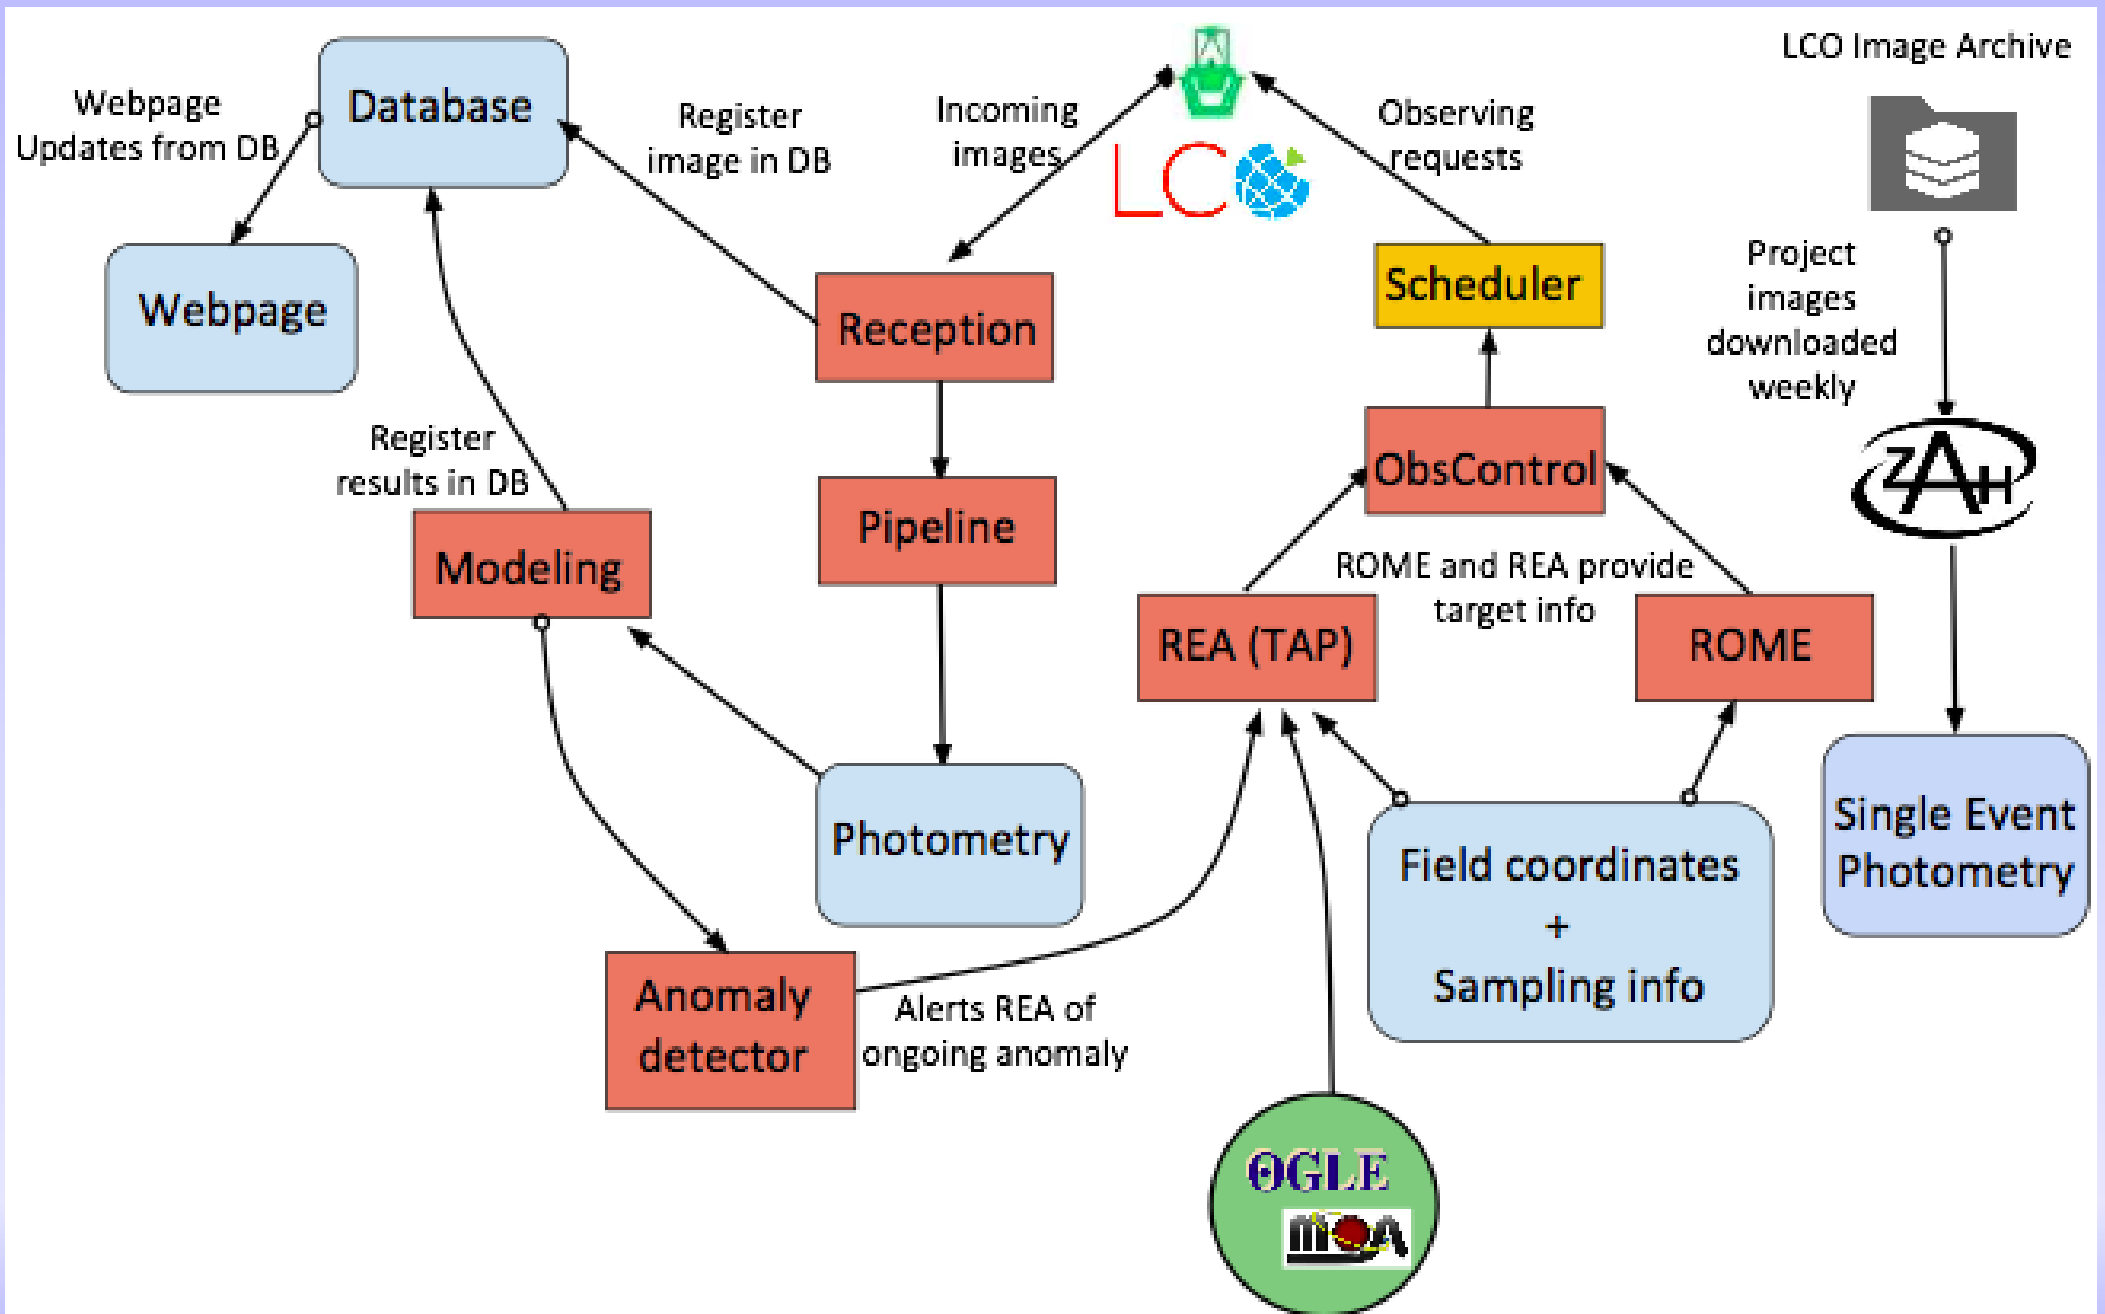 LCO Image Archive
Webpage
Updates from DB
Database
Register
image in DB
Incoming
images
LCO
Observing
requests
Webpage
Reception
Scheduler
Project
images
downloaded
weekly
Register
results in DB
ObsControl
ZAH
Modeling
Pipeline
ROME and REA provide
target info
REA (TAP)
ROME
Photometry
Field coordinates
+
Sampling info
Single Event
Photometry
Anomaly
detector
Alerts REA of
ongoing anomaly
OGLE
MOA